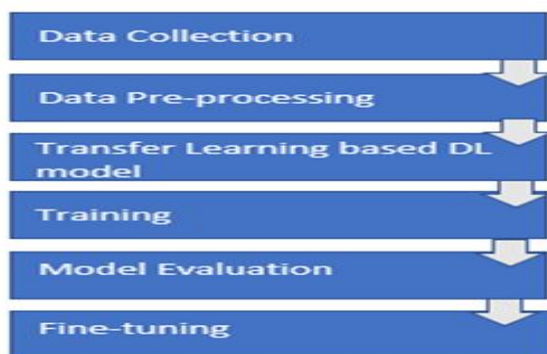 Data Collection
Data Pre-processing
Transfer Learning based DL
model
Training
Model Evaluation
Fine-tuning